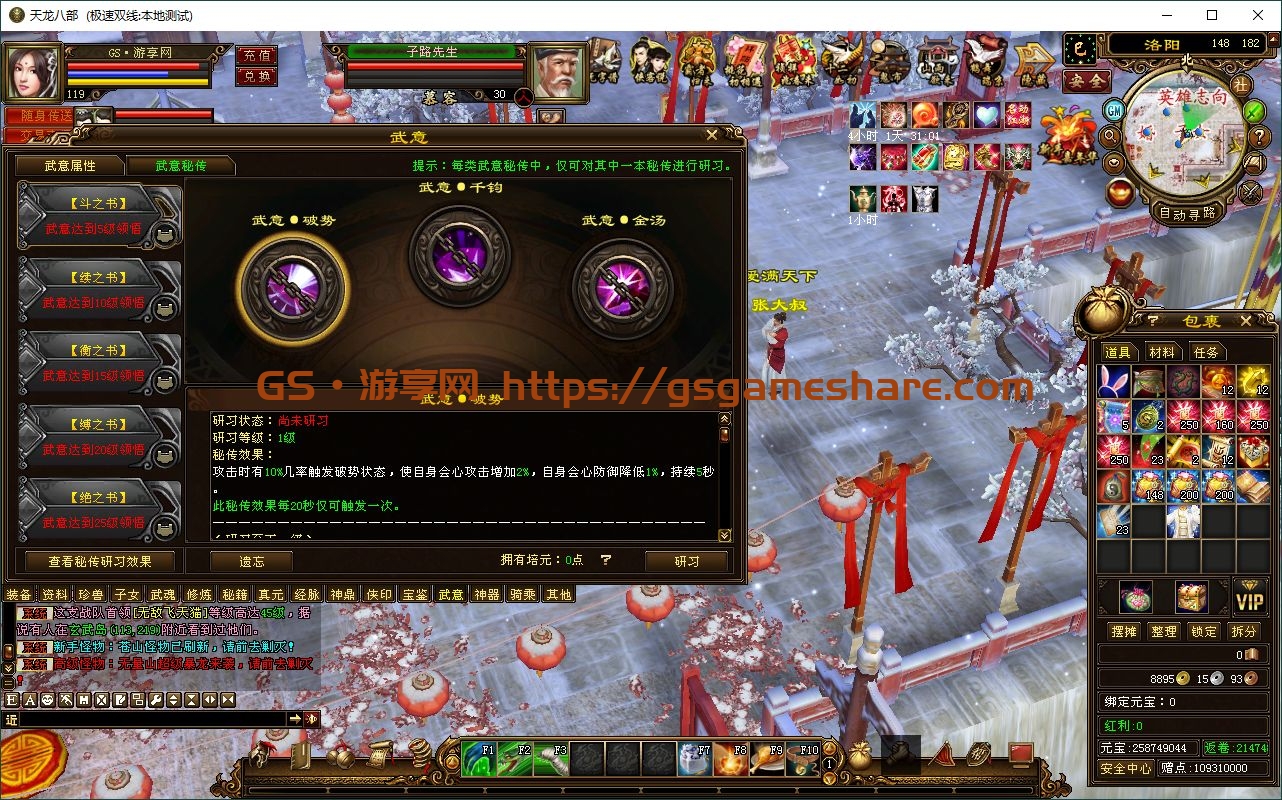 天龙八部 (极速双线:本地测试)
GS·游享网
充值
兑换
119
子路先生
慕容
30
洛阳
148 182
北
安全
社
GM
英雄志向
自动寻路
4小时 1天 31:01
1小时
名动江湖
随身传送
武意
武意属性
武意秘传
提示：每类武意秘传中，仅可对其中一本秘传进行研习。
【斗之书】
武意达到5级领悟
【续之书】
武意达到10级领悟
【衡之书】
武意达到15级领悟
【缚之书】
武意达到20级领悟
【绝之书】
武意达到25级领悟
武意●破势
武意●千钧
武意●金汤
GS·游享网 https://gsgameshare.com
武意●破势
研习状态：尚未研习
研习等级：1级
秘传效果：
攻击时有10%几率触发破势状态，使自身会心攻击增加2%，自身会心防御降低1%，持续5秒
。
此秘传效果每20秒仅可触发一次。
查看秘传研习效果
遗忘
拥有培元：0点
?
研习
爱满天下
张大叔
装备 资料 珍兽 子女 武魂 修炼 秘籍 真元 经脉 神鼎 侠印 宝鉴 武意 神器 骑乘 其他
系统 这支战队首领[无敌飞天猫]等级高达45级，据
说有人在玄武岛(113,219)附近看到过他们。
系统 新手怪物：苍山怪物已刷新，请前去剿灭！
系统 高级怪物：无量山超级暴龙来袭，请前去剿灭
！
近
F1 F2 F3 F7 F8 F9 F10
1
? 包裹
道具 材料 任务
12 12
5 2 250 160 250
250 23 2 12
148 200 200
23
VIP
摆摊 整理 锁定 拆分
0
8895 15 93
绑定元宝：0
红利:0
元宝:258749044 返卷:21474
安全中心 赠点:109310000